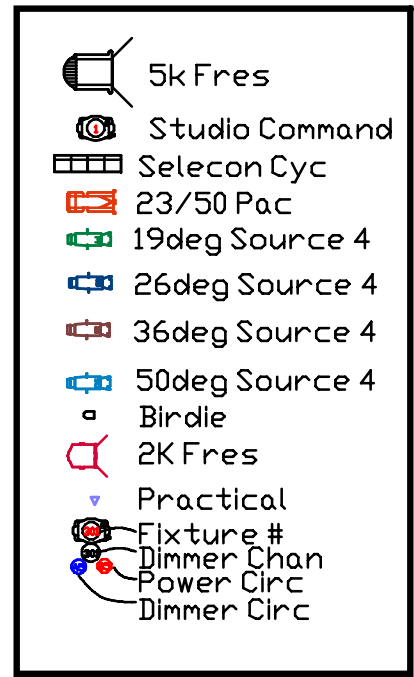 5k Fres
1 Studio Command
Selecon Cyc
23/50 Pac
19deg Source 4
26deg Source 4
36deg Source 4
50deg Source 4
Birdie
2K Fres
Practical
Fixture #
Dimmer Chan
Power Circ
Dimmer Circ